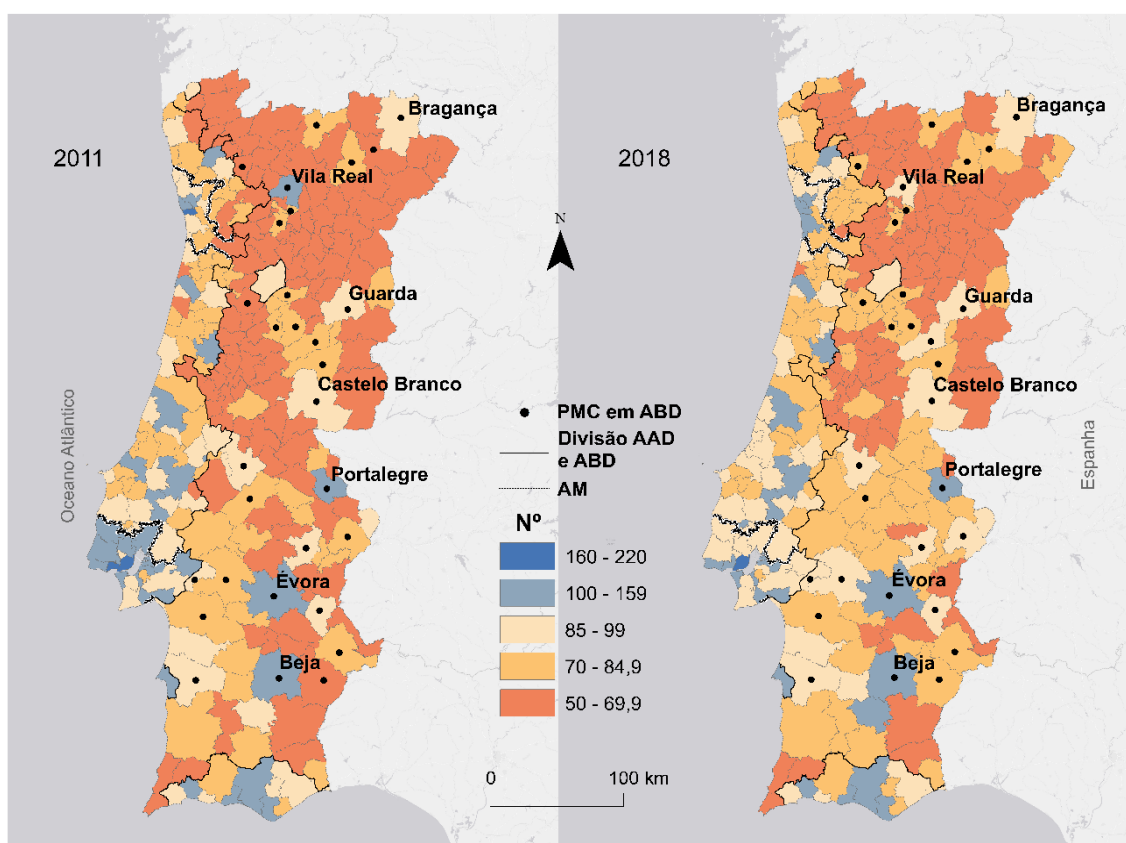 2011
2018
Bragança
Vila Real
Guarda
Castelo Branco
Portalegre
Évora
Beja
Oceano Atlântico
N
PMC em ABD
Divisão AAD
e ABD
AM
Nº
160 - 220
100 - 159
85 - 99
70 - 84,9
50 - 69,9
0
100 km
Bragança
Vila Real
Guarda
Castelo Branco
Portalegre
Évora
Beja
Espanha